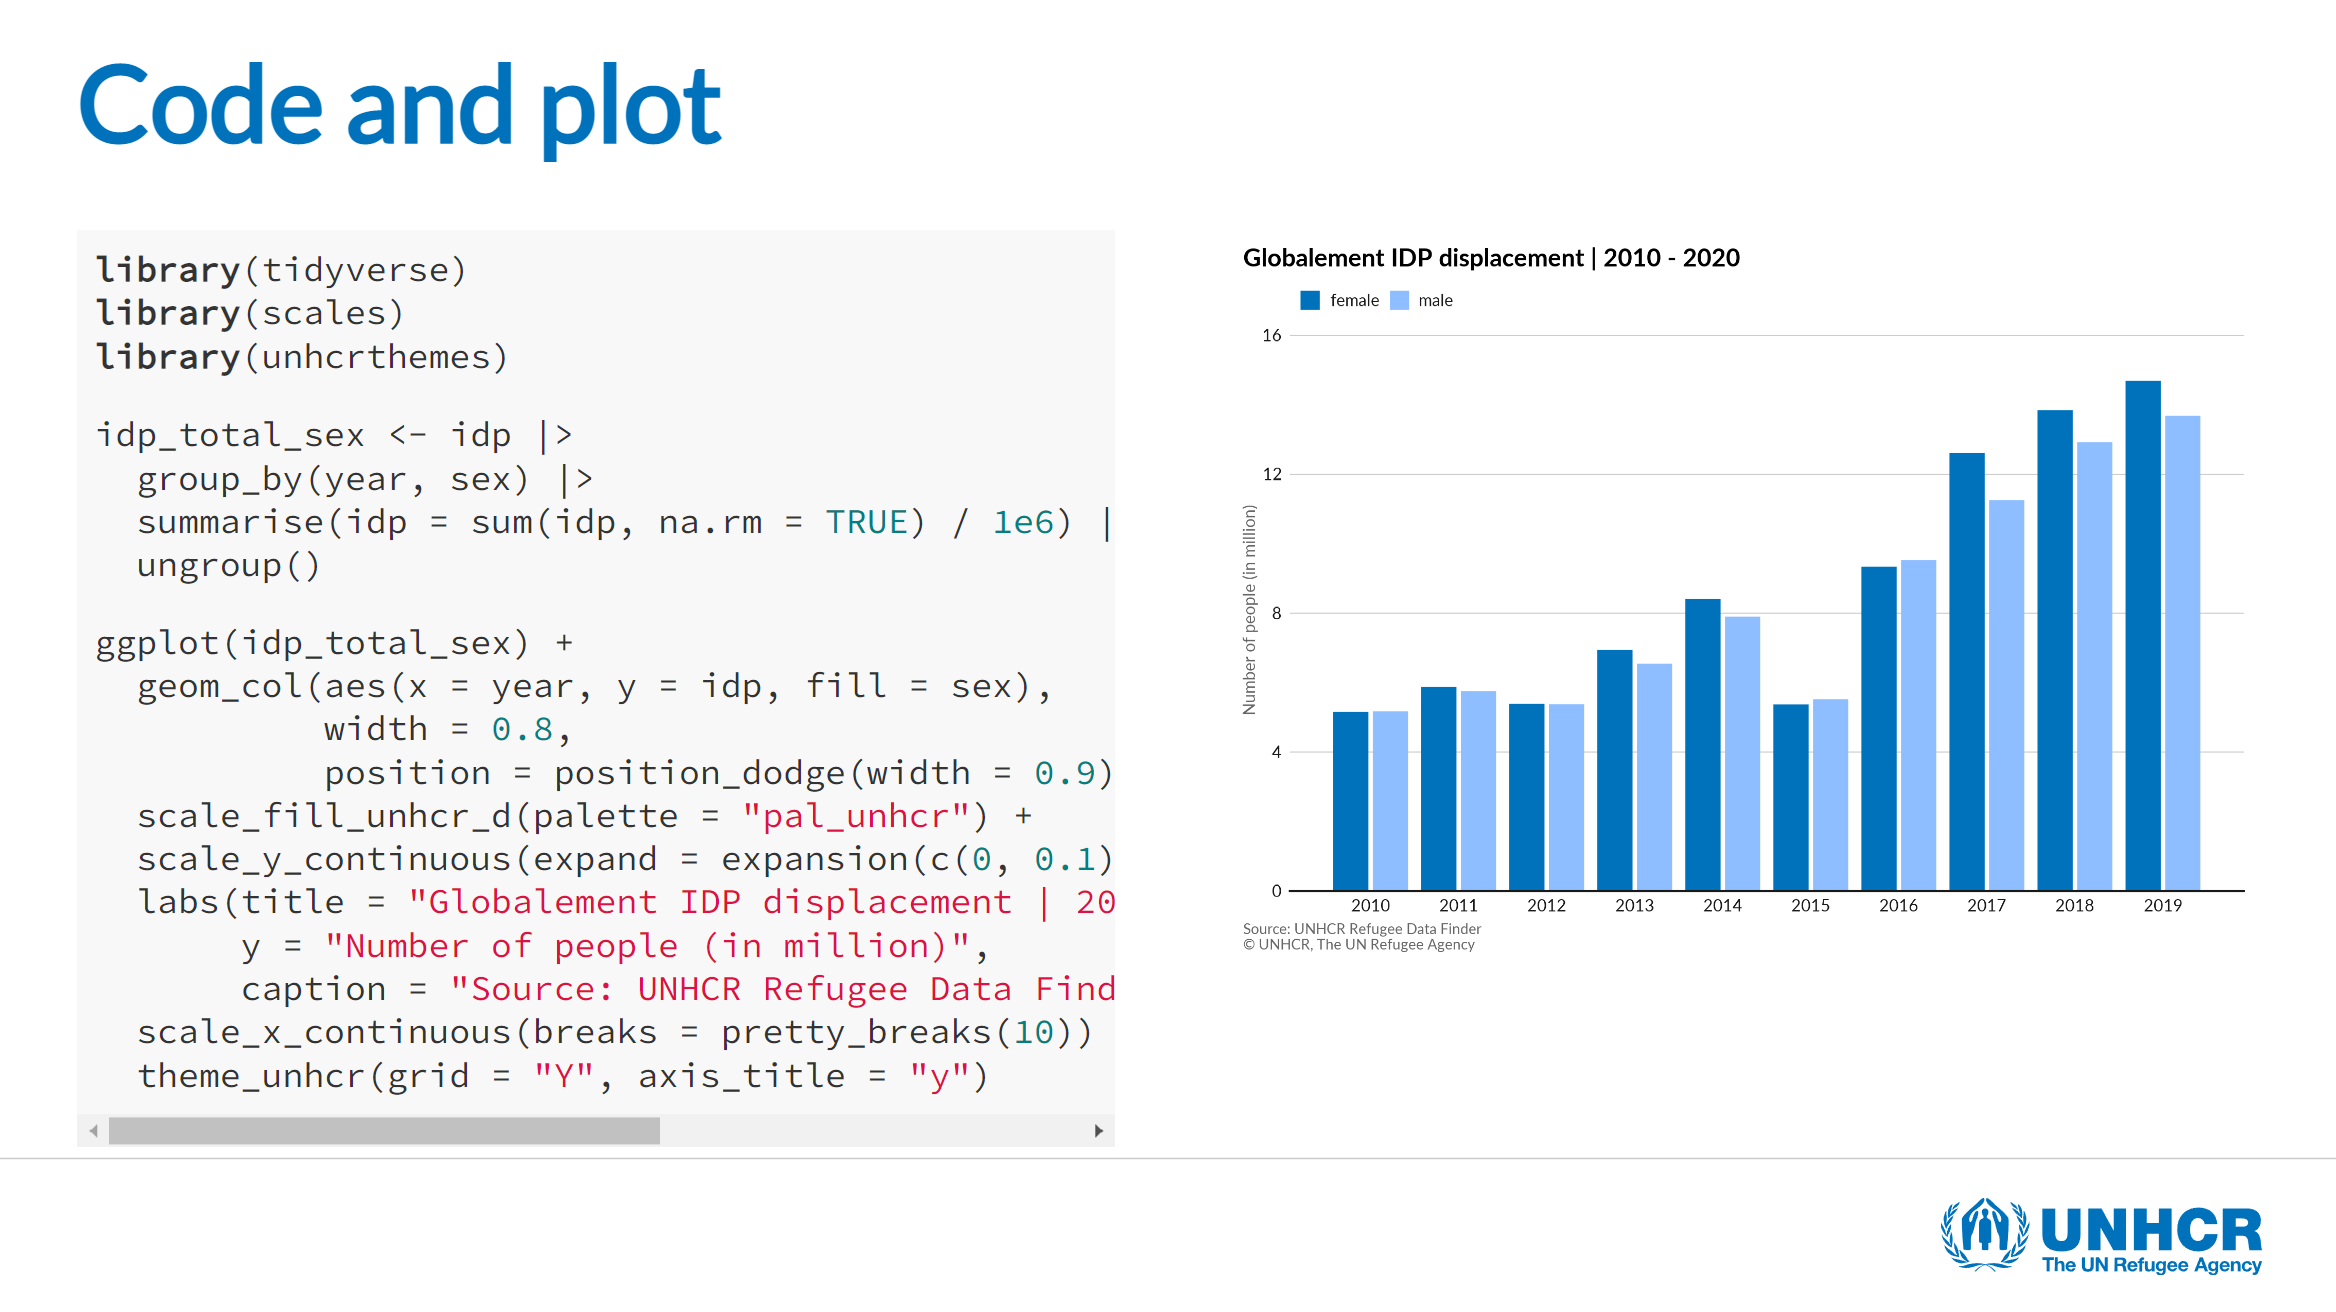 Code and plot
library(tidyverse)
library(scales)
library(unhcrthemes)
idp_total_sex <- idp |>
  group_by(year, sex) |>
  summarise(idp = sum(idp, na.rm = TRUE) / 1e6) |
  ungroup()
ggplot(idp_total_sex) +
  geom_col(aes(x = year, y = idp, fill = sex),
           width = 0.8,
           position = position_dodge(width = 0.9)
  scale_fill_unhcr_d(palette = "pal_unhcr") +
  scale_y_continuous(expand = expansion(c(0, 0.1)
  labs(title = "Globalement IDP displacement | 20
       y = "Number of people (in million)",
       caption = "Source: UNHCR Refugee Data Find
  scale_x_continuous(breaks = pretty_breaks(10))
  theme_unhcr(grid = "Y", axis_title = "y")
Globalement IDP displacement | 2010 - 2020
female male
16
12
8
4
0
Number of people (in million)
2010 2011 2012 2013 2014 2015 2016 2017 2018 2019
Source: UNHCR Refugee Data Finder
© UNHCR, The UN Refugee Agency
UNHCR
The UN Refugee Agency